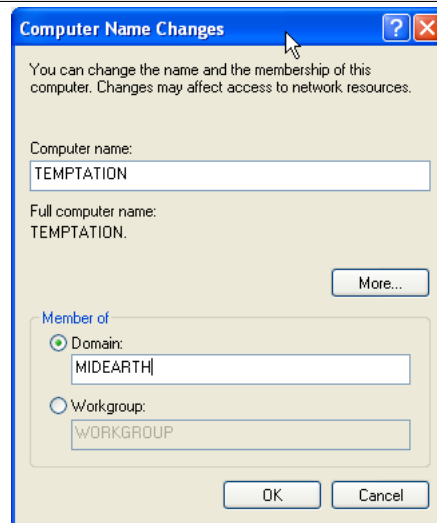 Computer Name Changes
You can change the name and the membership of this
computer. Changes may affect access to network resources.
Computer name:
TEMPTATION
Full computer name:
TEMPTATION.
More...
Member of
Domain:
MIDEARTH
Workgroup:
WORKGROUP
OK Cancel